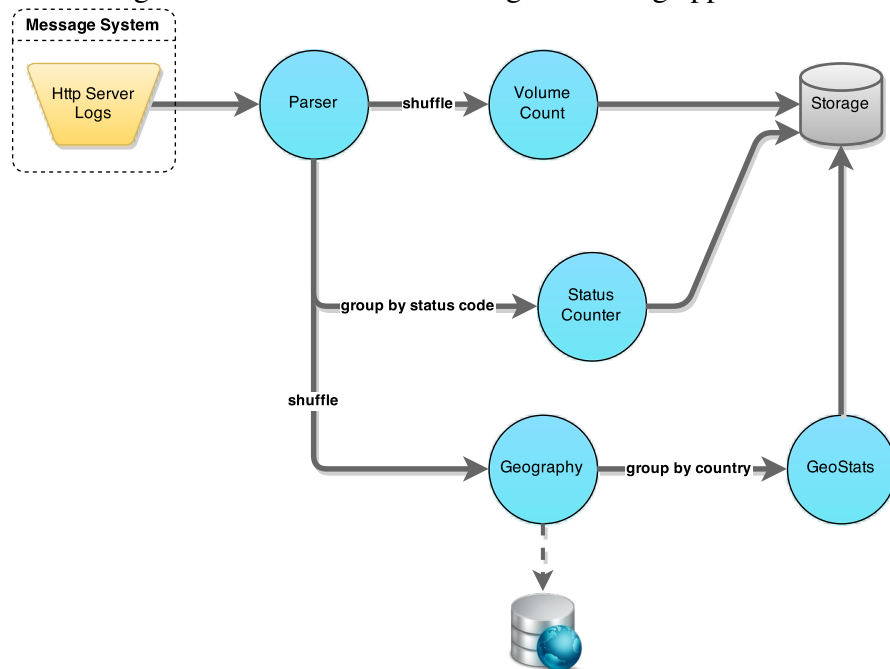 Message System
Http Server
Logs
Parser
shuffle
Volume
Count
Storage
group by status code
Status
Counter
shuffle
Geography
group by country
GeoStats